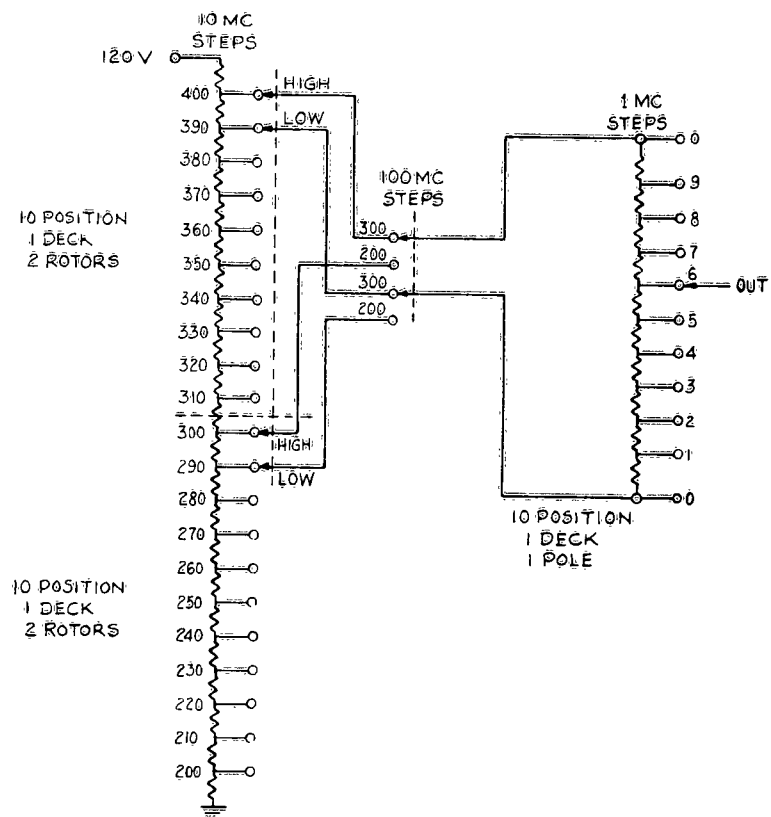 10 MC
STEPS
120 V
400
HIGH
390
LOW
380
370
360
350
340
330
320
310
300
HIGH
290
LOW
280
270
260
250
240
230
220
210
200
10 POSITION
1 DECK
2 ROTORS
10 POSITION
1 DECK
2 ROTORS
100 MC
STEPS
300
200
300
200
1 MC
STEPS
0
9
8
7
6
OUT
5
4
3
2
1
0
10 POSITION
1 DECK
1 POLE